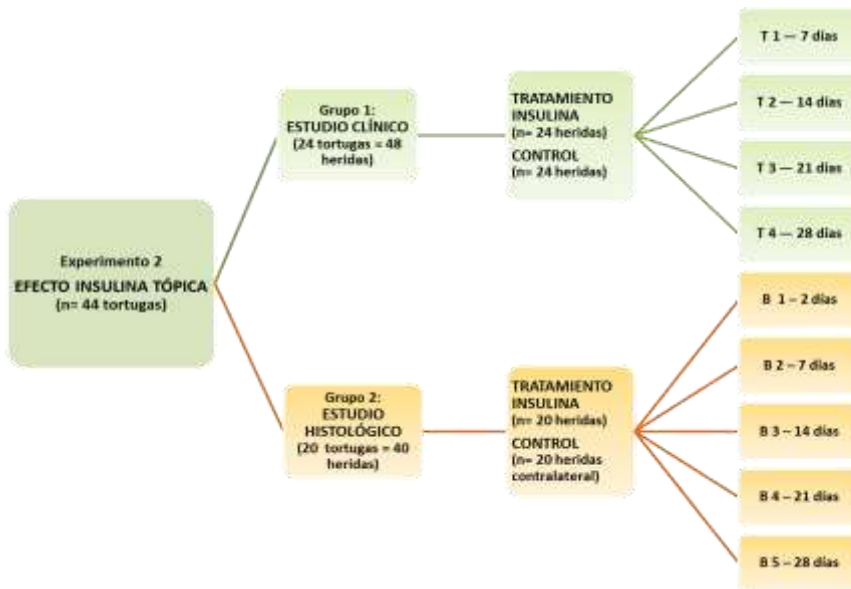 Experimento 2
EFECTO INSULINA TÓPICA
(n= 44 tortugas)
Grupo 1:
ESTUDIO CLÍNICO
(24 tortugas = 48
heridas)
TRATAMIENTO
INSULINA
(n= 24 heridas)
CONTROL
(n= 24 heridas)
T 1 — 7 días
T 2 — 14 días
T 3 — 21 días
T 4 — 28 días
Grupo 2:
ESTUDIO
HISTOLÓGICO
(20 tortugas = 40
heridas)
TRATAMIENTO
INSULINA
(n= 20 heridas)
CONTROL
(n= 20 heridas
contralateral)
B 1 – 2 días
B 2 – 7 días
B 3 – 14 días
B 4 – 21 días
B 5 – 28 días